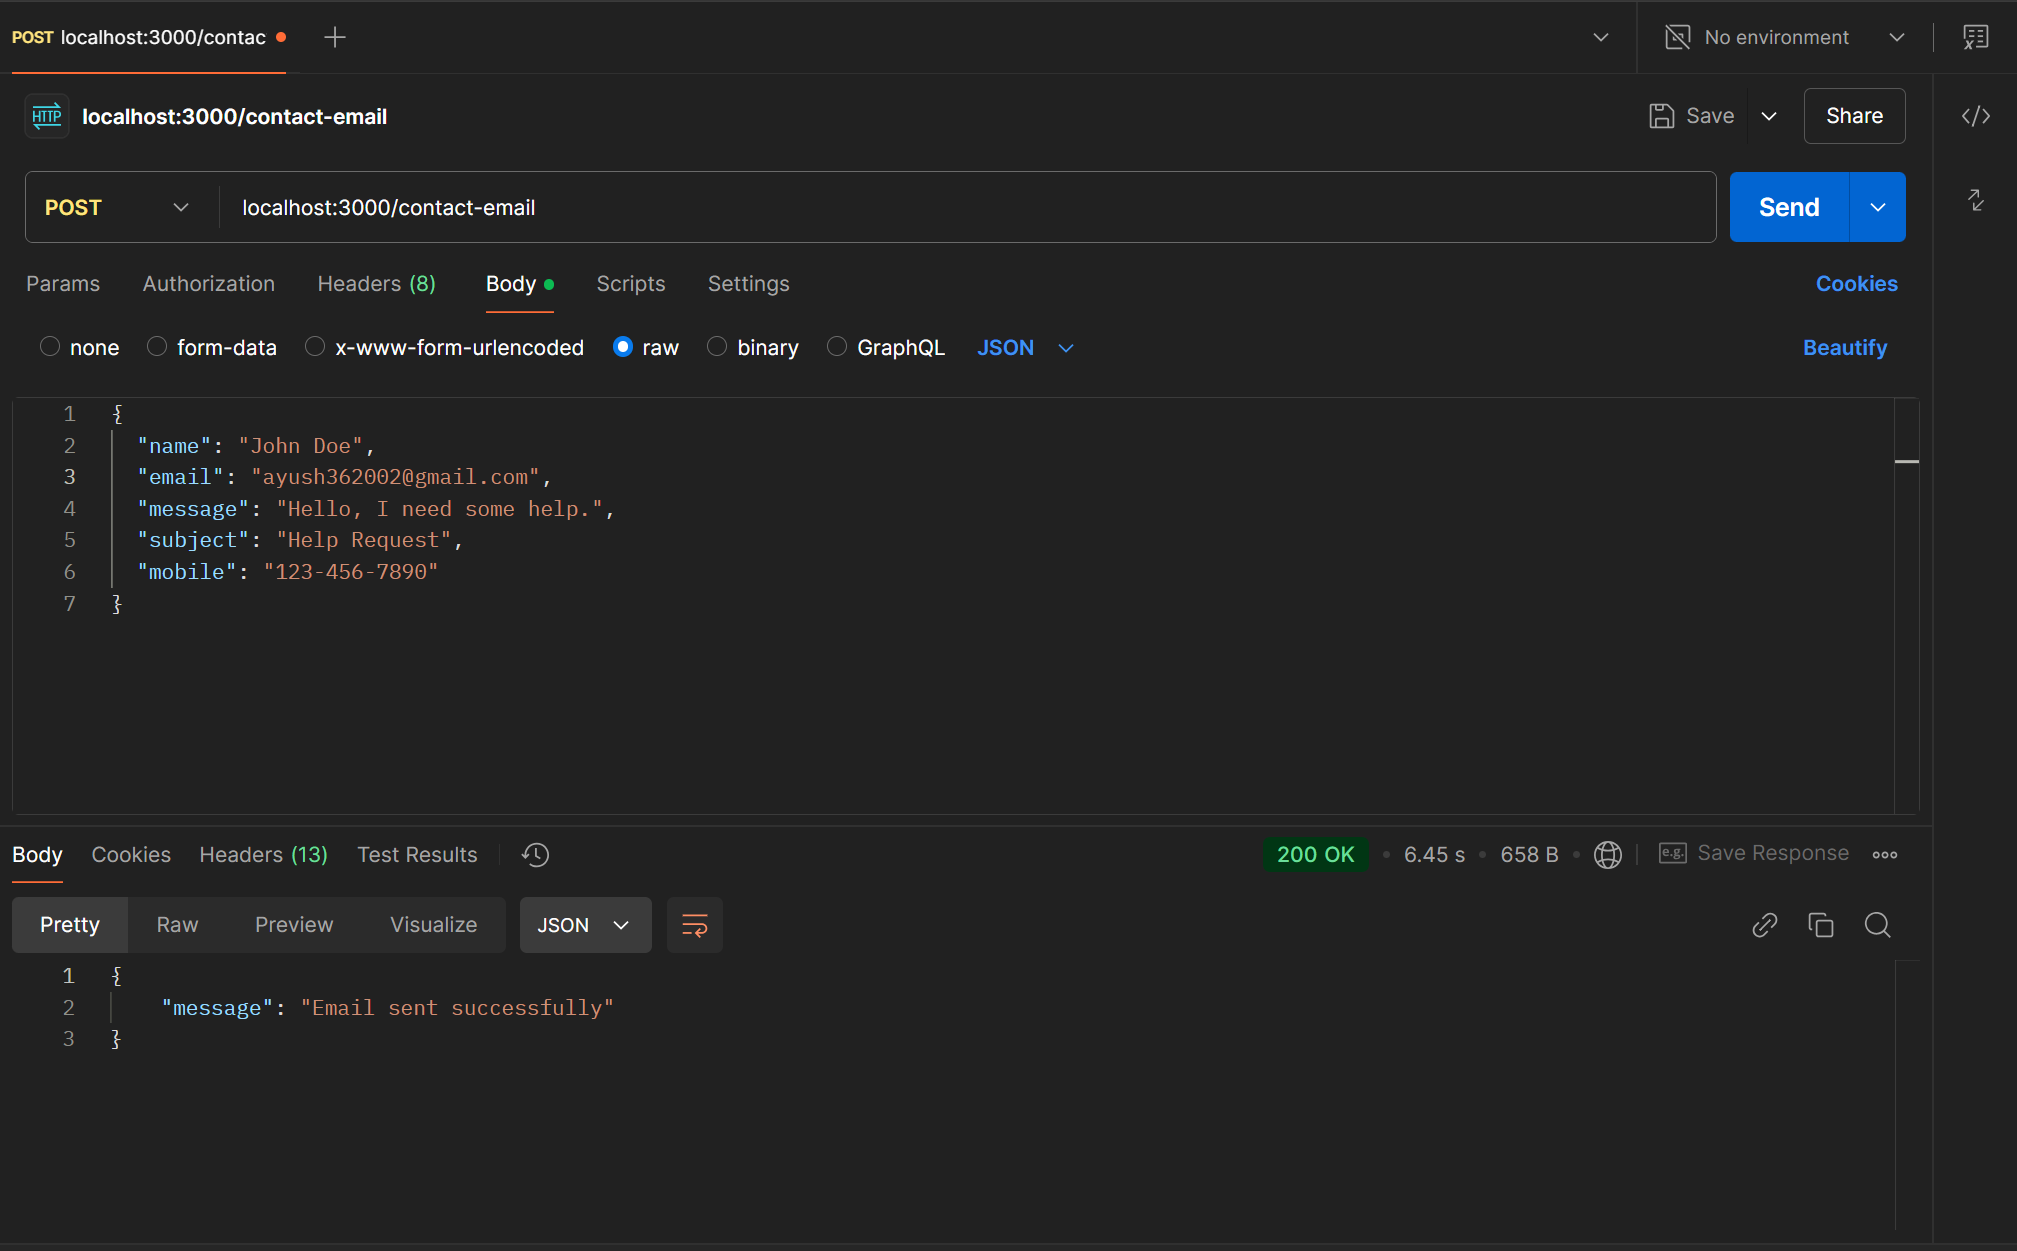 POST localhost:3000/contac
No environment
HTTP localhost:3000/contact-email
Save
Share
POST localhost:3000/contact-email
Send
Params Authorization Headers (8) Body Scripts Settings Cookies
none form-data x-www-form-urlencoded raw binary GraphQL JSON Beautify
1 {
2 "name": "John Doe",
3 "email": "ayush362002@gmail.com",
4 "message": "Hello, I need some help.",
5 "subject": "Help Request",
6 "mobile": "123-456-7890"
7 }
Body Cookies Headers (13) Test Results 200 OK • 6.45 s • 658 B • e.g. Save Response
Pretty Raw Preview Visualize JSON
1 {
2 "message": "Email sent successfully"
3 }